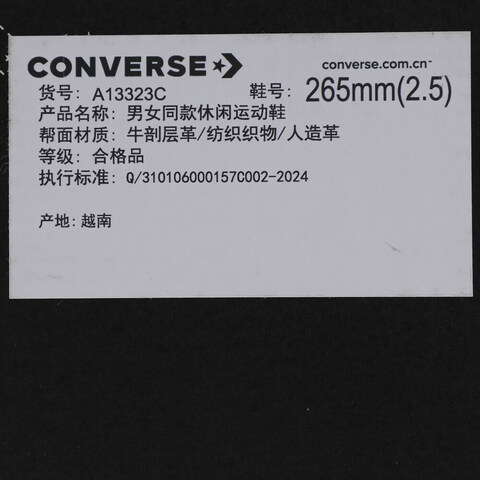 CONVERSE
converse.com.cn
货号: A13323C 鞋号: 265mm(2.5)
产品名称: 男女同款休闲运动鞋
帮面材质: 牛剖层革/纺织织物/人造革
等级: 合格品
执行标准: Q/310106000157C002-2024
产地: 越南